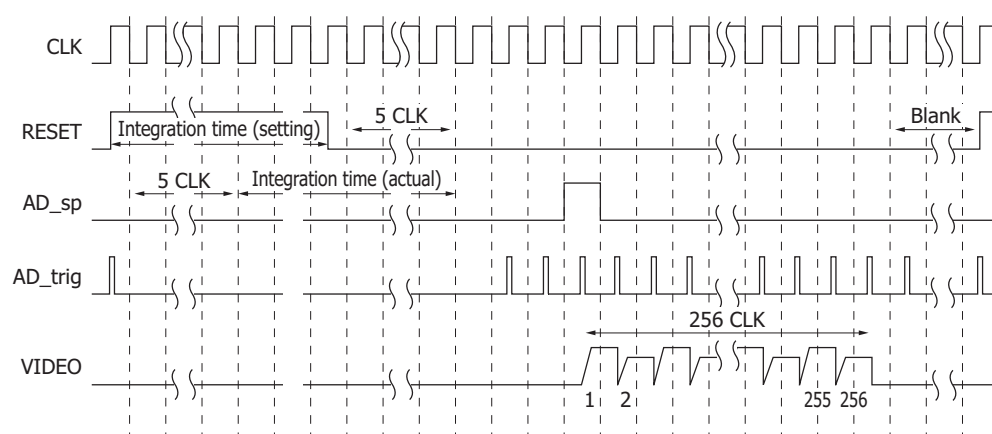 CLK
RESET
Integration time (setting)
5 CLK
Blank
5 CLK
Integration time (actual)
AD_sp
AD_trig
256 CLK
VIDEO
1 2 255 256